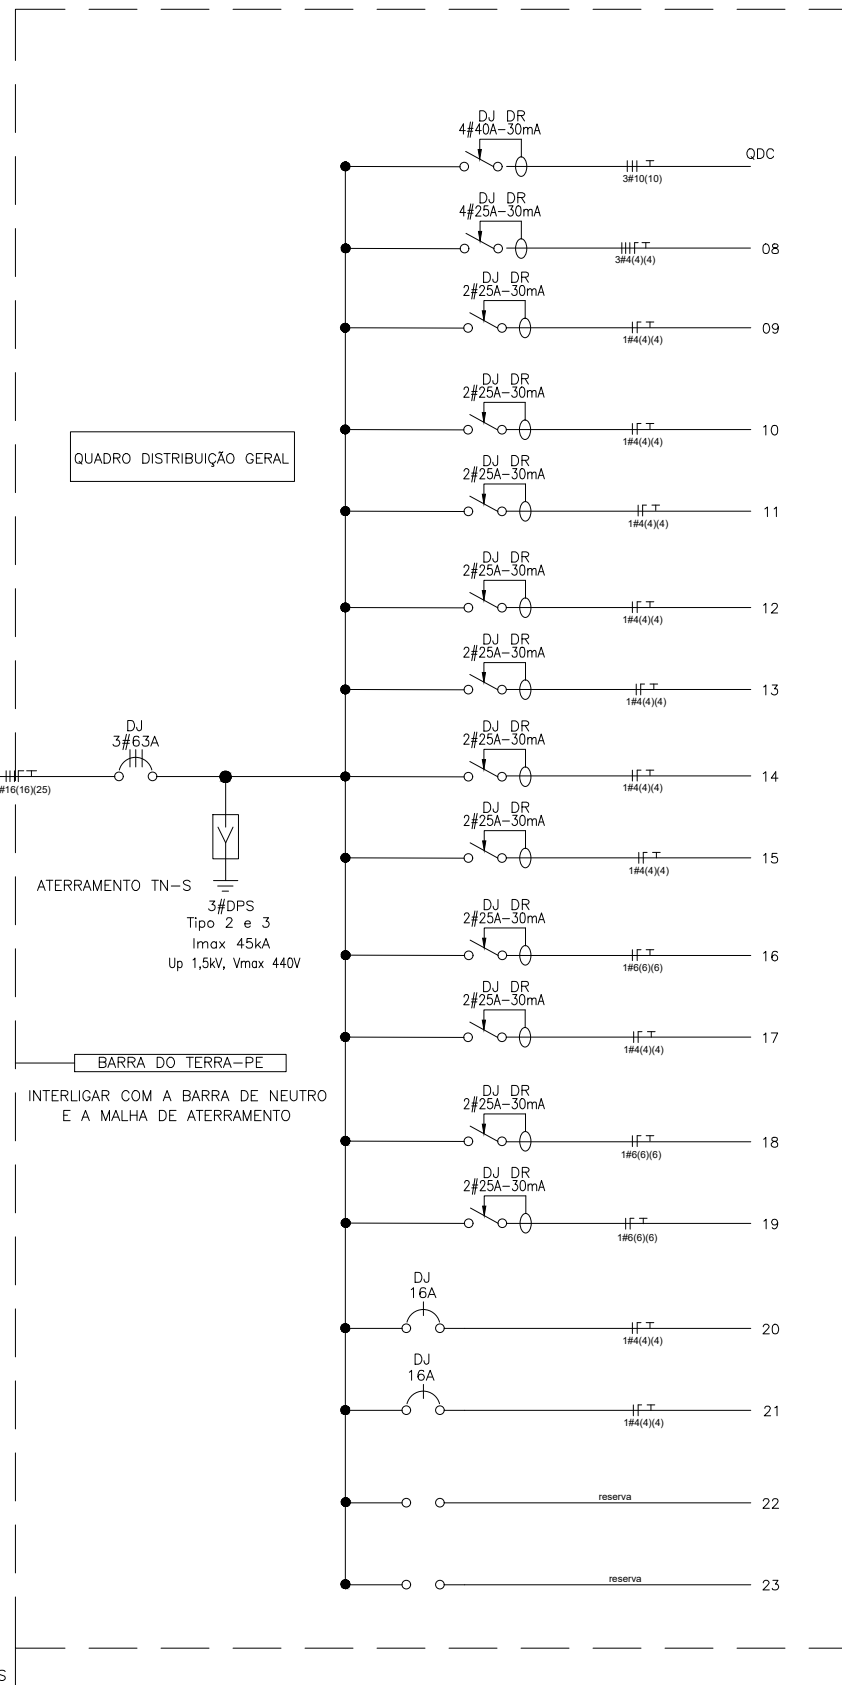 DJ DR
4#40A-30mA
QDC
3#10(10)
DJ DR
4#25A-30mA
08
3#4(4)(4)
DJ DR
2#25A-30mA
09
1#4(4)(4)
DJ DR
2#25A-30mA
10
1#4(4)(4)
QUADRO DISTRIBUIÇÃO GERAL
DJ DR
2#25A-30mA
11
1#4(4)(4)
DJ DR
2#25A-30mA
12
1#4(4)(4)
DJ DR
2#25A-30mA
13
1#4(4)(4)
DJ
3#63A
#16(16)(25)
DJ DR
2#25A-30mA
14
1#4(4)(4)
DJ DR
2#25A-30mA
15
1#4(4)(4)
ATERRAMENTO TN-S
3#DPS
Tipo 2 e 3
Imax 45kA
Up 1,5kV, Vmax 440V
DJ DR
2#25A-30mA
16
1#6(6)(6)
DJ DR
2#25A-30mA
17
1#4(4)(4)
BARRA DO TERRA-PE
INTERLIGAR COM A BARRA DE NEUTRO
E A MALHA DE ATERRAMENTO
DJ DR
2#25A-30mA
18
1#6(6)(6)
DJ DR
2#25A-30mA
19
1#6(6)(6)
DJ
16A
20
1#4(4)(4)
DJ
16A
21
1#4(4)(4)
reserva
22
reserva
23
S